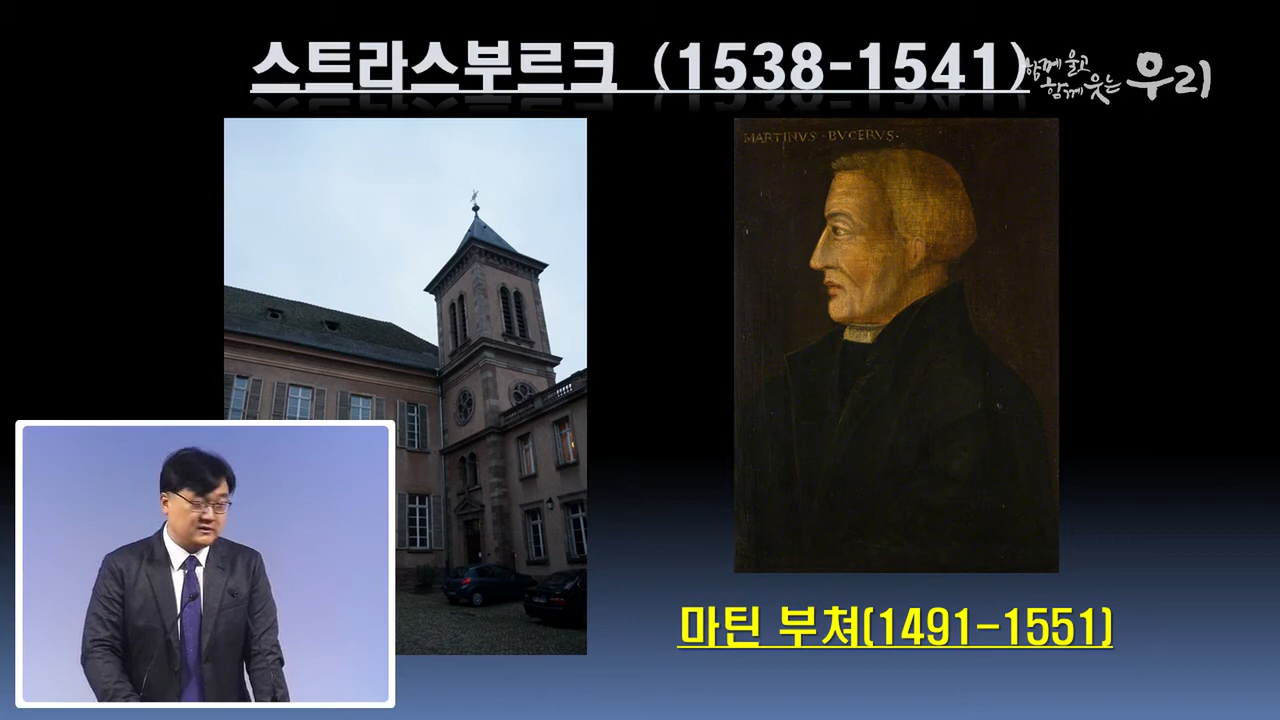 스트라스부르크 (1538-1541)
함께 울고
함께 웃는 우리
MARTINVS · BVCERVS ·
마틴 부쳐(1491-1551)